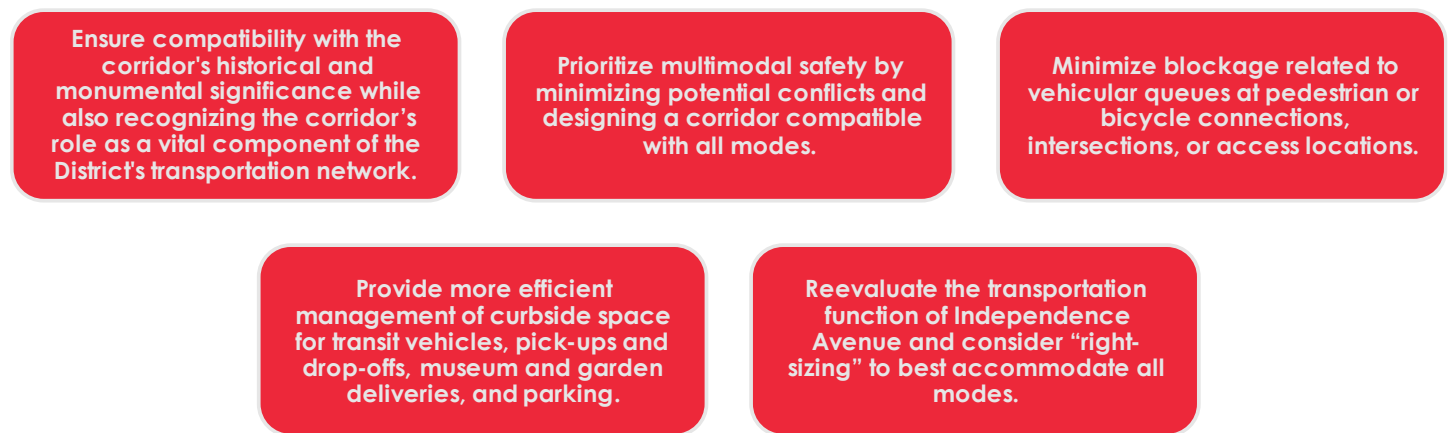 Ensure compatibility with the
corridor's historical and
monumental significance while
also recognizing the corridor’s
role as a vital component of the
District's transportation network.
Prioritize multimodal safety by
minimizing potential conflicts and
designing a corridor compatible
with all modes.
Minimize blockage related to
vehicular queues at pedestrian or
bicycle connections,
intersections, or access locations.
Provide more efficient
management of curbside space
for transit vehicles, pick-ups and
drop-offs, museum and garden
deliveries, and parking.
Reevaluate the transportation
function of Independence
Avenue and consider “right-
sizing” to best accommodate all
modes.